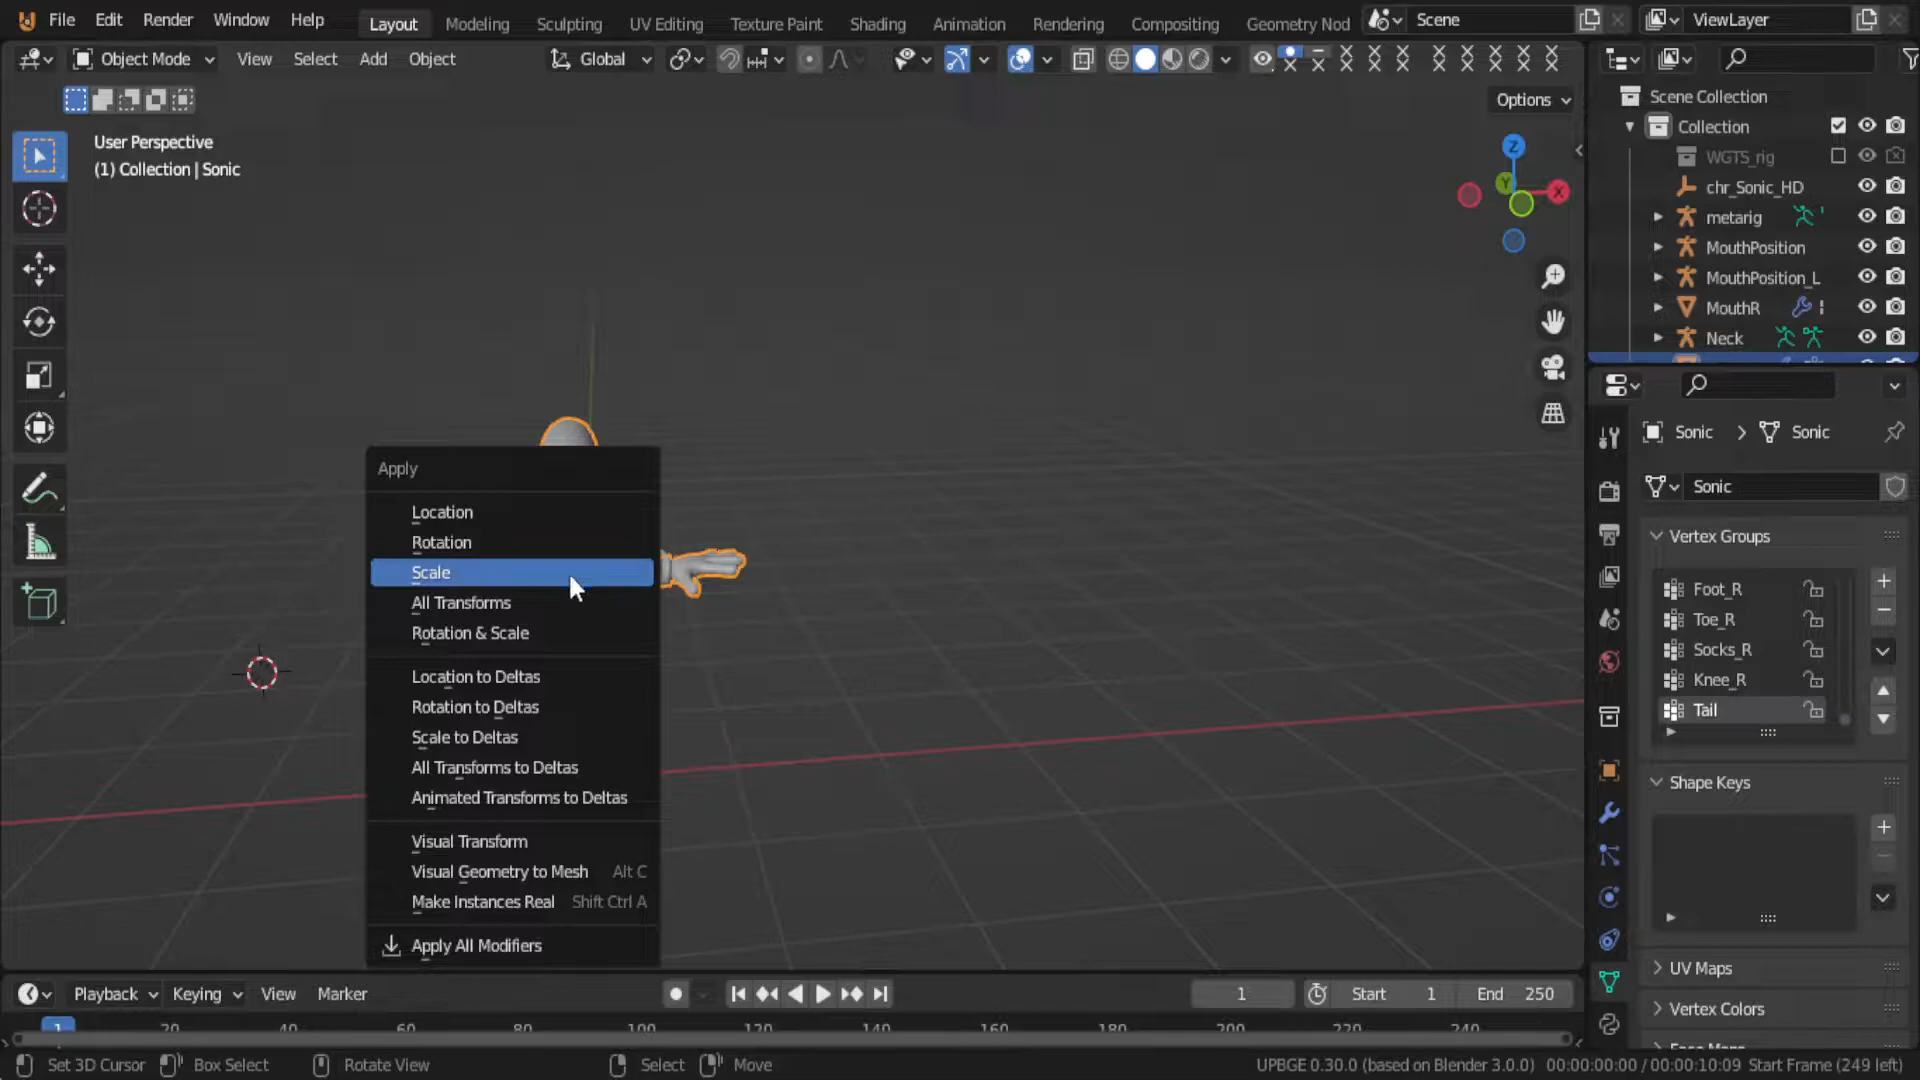 File Edit Render Window Help Layout Modeling Sculpting UV Editing Texture Paint Shading Animation Rendering Compositing Geometry Nod Scene ViewLayer
Object Mode View Select Add Object Global
Options
User Perspective
(1) Collection | Sonic
Z
Y
X
Scene Collection
Collection
WGTS_rig
chr_Sonic_HD
metarig
MouthPosition
MouthPosition_L
MouthR
Neck
Sonic > Sonic
Sonic
Vertex Groups
Foot_R
Toe_R
Socks_R
Knee_R
Tail
Shape Keys
UV Maps
Vertex Colors
Apply
Location
Rotation
Scale
All Transforms
Rotation & Scale
Location to Deltas
Rotation to Deltas
Scale to Deltas
All Transforms to Deltas
Animated Transforms to Deltas
Visual Transform
Visual Geometry to Mesh Alt C
Make Instances Real Shift Ctrl A
Apply All Modifiers
Playback Keying View Marker 1 Start 1 End 250
1 20 40 60 80 100 120 140 160 180 200 220 240
Set 3D Cursor Box Select Rotate View Select Move UPBGE 0.30.0 (based on Blender 3.0.0) 00:00:00:00 / 00:00:10:09 Start Frame (249 left)